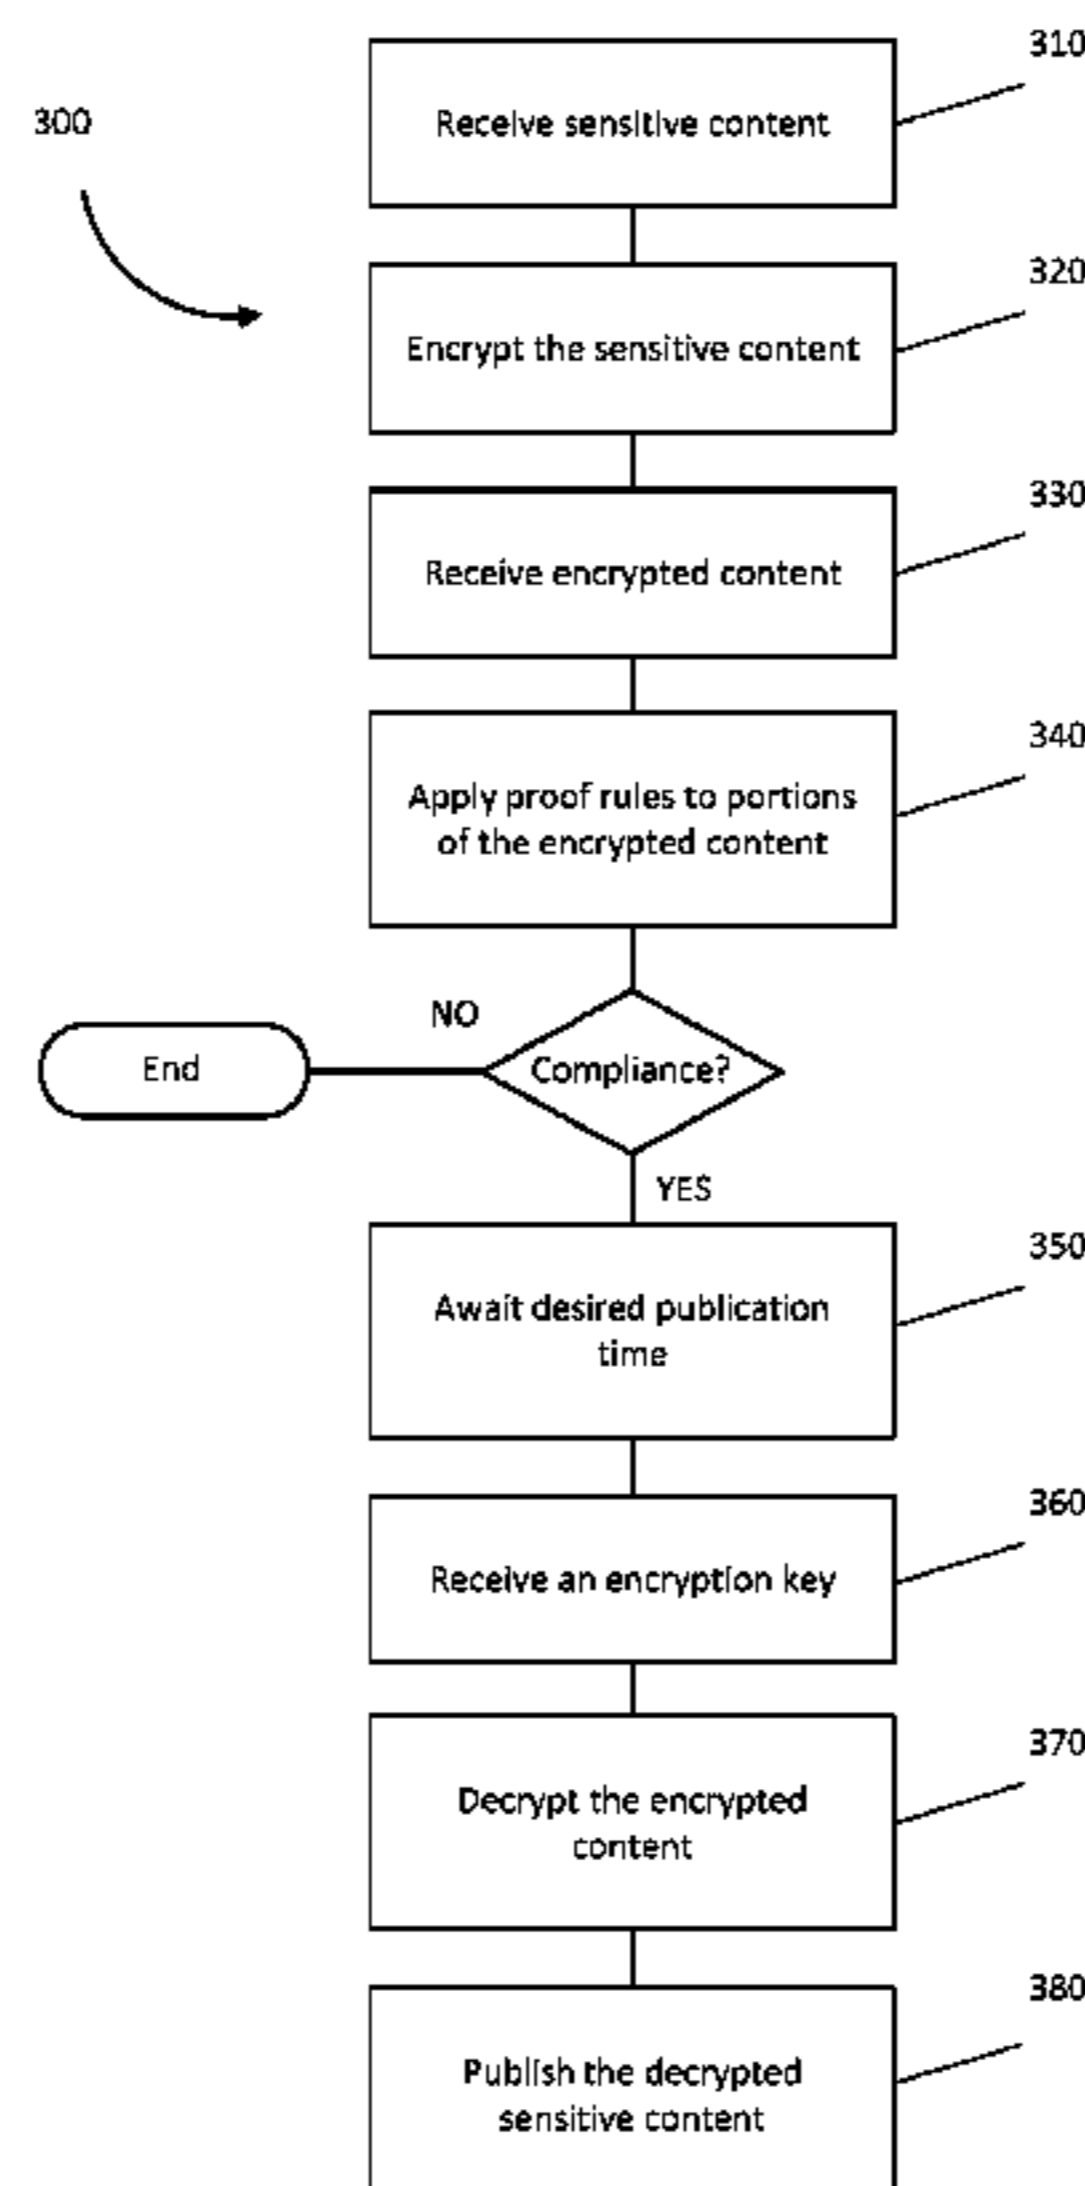 310
300
Receive sensitive content
320
Encrypt the sensitive content
330
Receive encrypted content
340
Apply proof rules to portions
of the encrypted content
NO
End
Compliance?
YES
350
Await desired publication
time
360
Receive an encryption key
370
Decrypt the encrypted
content
380
Publish the decrypted
sensitive content